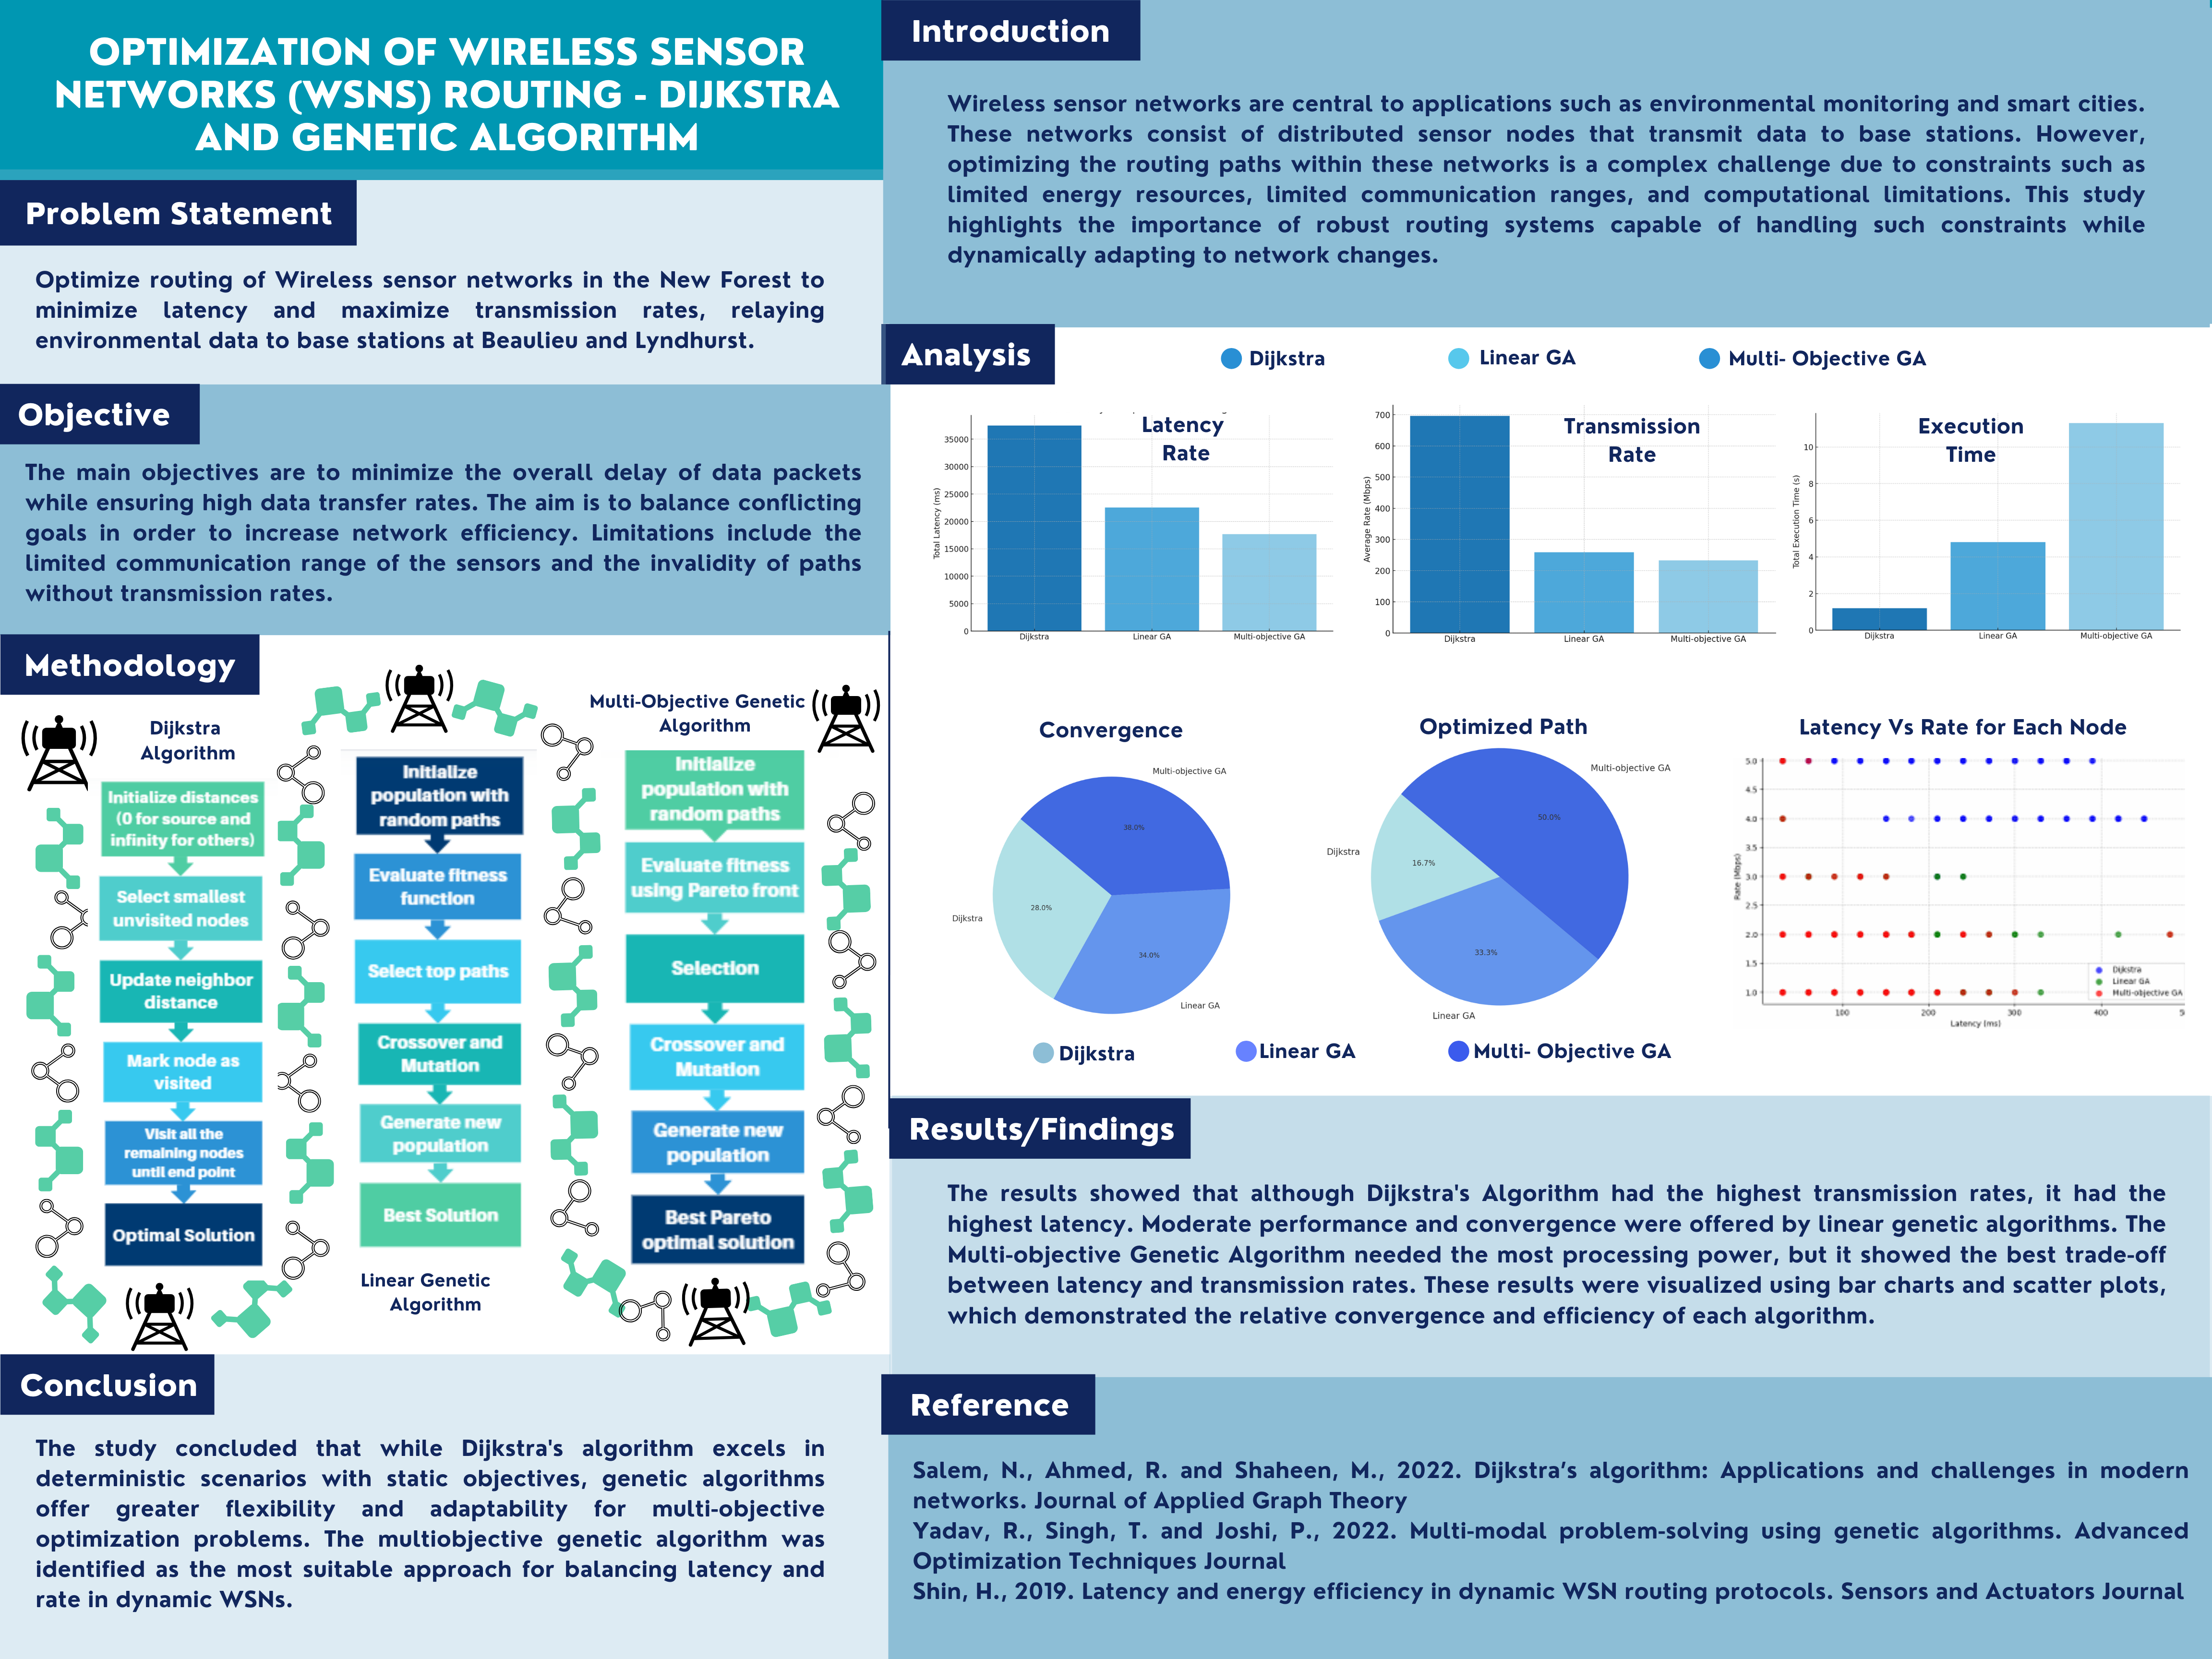 OPTIMIZATION OF WIRELESS SENSOR
NETWORKS (WSNS) ROUTING - DIJKSTRA
AND GENETIC ALGORITHM
Problem Statement
Optimize routing of Wireless sensor networks in the New Forest to
minimize latency and maximize transmission rates, relaying
environmental data to base stations at Beaulieu and Lyndhurst.
Objective
The main objectives are to minimize the overall delay of data packets
while ensuring high data transfer rates. The aim is to balance conflicting
goals in order to increase network efficiency. Limitations include the
limited communication range of the sensors and the invalidity of paths
without transmission rates.
Methodology
Dijkstra
Algorithm
Initialize distances
(0 for source and
infinity for others)
Select smallest
unvisited nodes
Update neighbor
distance
Mark node as
visited
Visit all the
remaining nodes
until end point
Optimal Solution
Initialize
population with
random paths
Evaluate fitness
function
Select top paths
Crossover and
Mutation
Generate new
population
Best Solution
Linear Genetic
Algorithm
Multi-Objective Genetic
Algorithm
Initialize
population with
random paths
Evaluate fitness
using Pareto front
Selection
Crossover and
Mutation
Generate new
population
Best Pareto
optimal solution
Conclusion
The study concluded that while Dijkstra's algorithm excels in
deterministic scenarios with static objectives, genetic algorithms
offer greater flexibility and adaptability for multi-objective
optimization problems. The multiobjective genetic algorithm was
identified as the most suitable approach for balancing latency and
rate in dynamic WSNs.
Introduction
Wireless sensor networks are central to applications such as environmental monitoring and smart cities.
These networks consist of distributed sensor nodes that transmit data to base stations. However,
optimizing the routing paths within these networks is a complex challenge due to constraints such as
limited energy resources, limited communication ranges, and computational limitations. This study
highlights the importance of robust routing systems capable of handling such constraints while
dynamically adapting to network changes.
Analysis
Dijkstra
Linear GA
Multi- Objective GA
Latency
Rate
Total Latency (ms)
35000
30000
25000
20000
15000
10000
5000
0
Dijkstra
Linear GA
Multi-objective GA
Transmission
Rate
Average Rate (Mbps)
700
600
500
400
300
200
100
0
Dijkstra
Linear GA
Multi-objective GA
Execution
Time
Total Execution Time (s)
10
8
6
4
2
0
Dijkstra
Linear GA
Multi-objective GA
Convergence
Multi-objective GA
38.0%
Dijkstra
28.0%
34.0%
Linear GA
Optimized Path
Multi-objective GA
50.0%
Dijkstra
16.7%
33.3%
Linear GA
Dijkstra
Linear GA
Multi- Objective GA
Latency Vs Rate for Each Node
Rate (Mbps)
5.0
4.5
4.0
3.5
3.0
2.5
2.0
1.5
1.0
Dijkstra
Linear GA
Multi-objective GA
100
200
300
400
5
Latency (ms)
Results/Findings
The results showed that although Dijkstra's Algorithm had the highest transmission rates, it had the
highest latency. Moderate performance and convergence were offered by linear genetic algorithms. The
Multi-objective Genetic Algorithm needed the most processing power, but it showed the best trade-off
between latency and transmission rates. These results were visualized using bar charts and scatter plots,
which demonstrated the relative convergence and efficiency of each algorithm.
Reference
Salem, N., Ahmed, R. and Shaheen, M., 2022. Dijkstra’s algorithm: Applications and challenges in modern
networks. Journal of Applied Graph Theory
Yadav, R., Singh, T. and Joshi, P., 2022. Multi-modal problem-solving using genetic algorithms. Advanced
Optimization Techniques Journal
Shin, H., 2019. Latency and energy efficiency in dynamic WSN routing protocols. Sensors and Actuators Journal